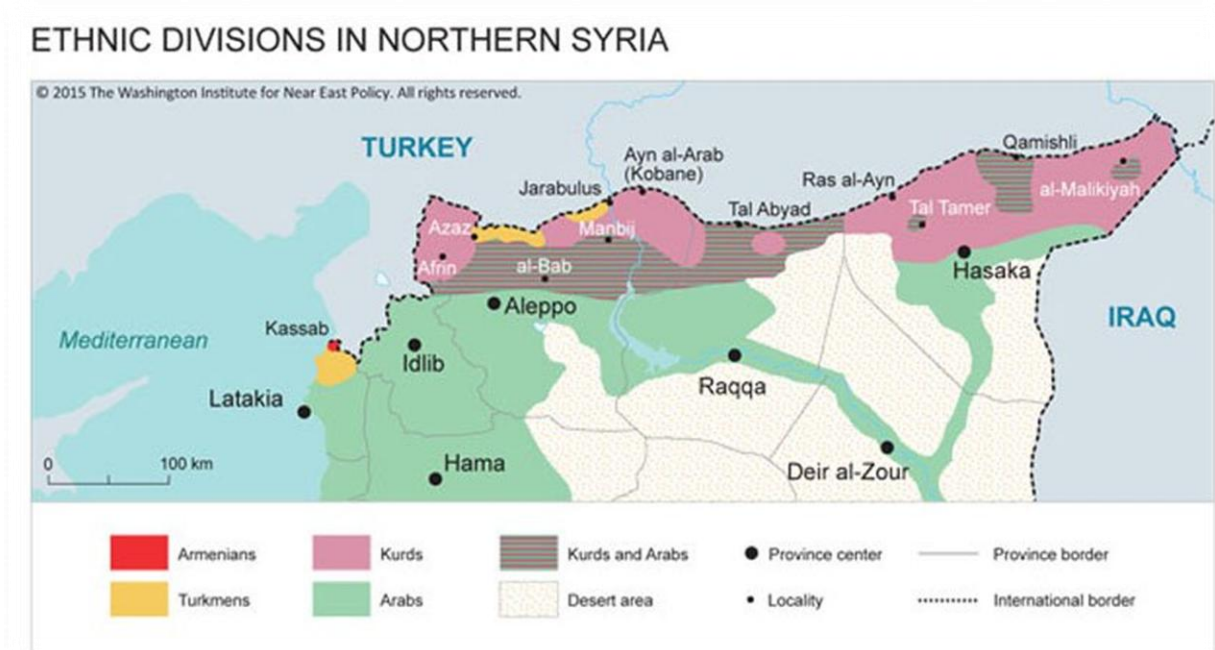 ETHNIC DIVISIONS IN NORTHERN SYRIA
© 2015 The Washington Institute for Near East Policy. All rights reserved.
TURKEY
Qamishli
Ayn al-Arab
(Kobane)
Jarabulus
Ras al-Ayn
al-Malikiyah
Tal Abyad
Tal Tamer
Azaz
Manbij
Afrin
al-Bab
Hasaka
Aleppo
IRAQ
Kassab
Mediterranean
Idlib
Raqqa
Latakia
0
100 km
Hama
Deir al-Zour
Armenians
Kurds
Kurds and Arabs
Province center
Province border
Turkmens
Arabs
Desert area
Locality
International border